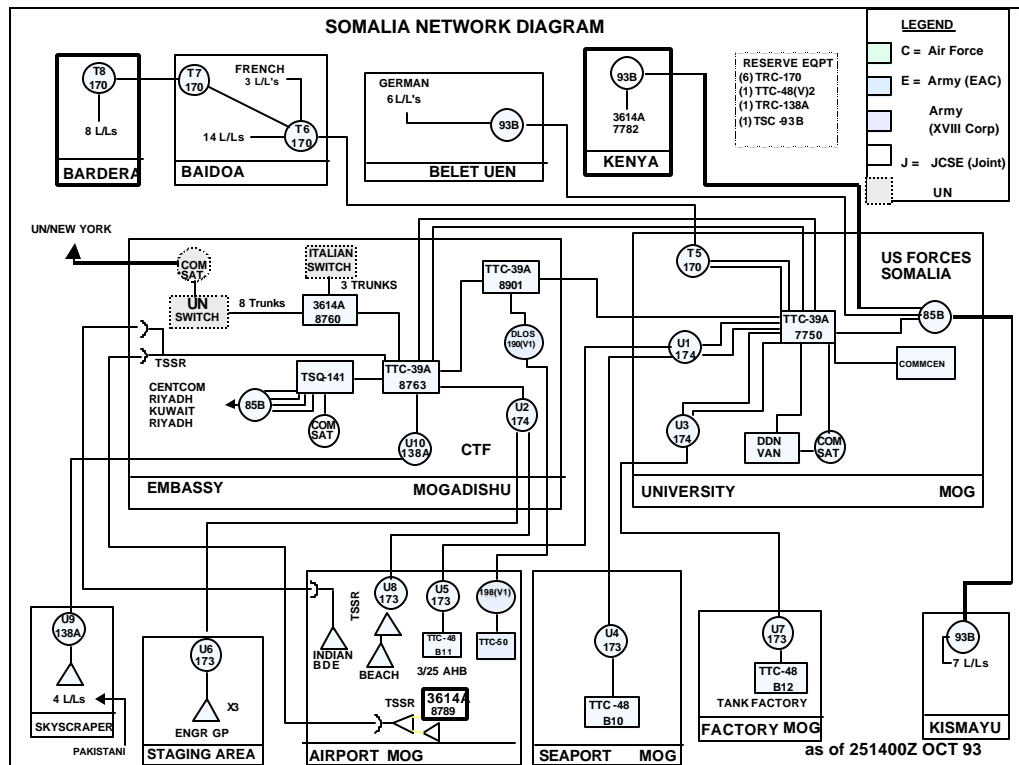 SOMALIA NETWORK DIAGRAM
LEGEND
C = Air Force
E = Army (EAC)
Army
(XVIII Corp)
J = JCSE (Joint)
UN
RESERVE EQPT
(6) TRC-170
(1) TTC-48(V)2
(1) TRC-138A
(1) TSC -93B
T8
170
8 L/Ls
BARDERA
T7
170
FRENCH
3 L/L's
14 L/Ls
T6
170
BAIDOA
GERMAN
6 L/L's
93B
BELET UEN
93B
3614A
7782
KENYA
UN/NEW YORK
COM
SAT
UN
SWITCH
8 Trunks
ITALIAN
SWITCH
3 TRUNKS
3614A
8760
TTC-39A
8901
DLOS
190(V1)
TSSR
CENTCOM
RIYADH
KUWAIT
RIYADH
85B
TSQ-141
COM
SAT
TTC-39A
8763
U10
138A
U2
174
CTF
EMBASSY
MOGADISHU
T5
170
US FORCES
SOMALIA
TTC-39A
7750
85B
U1
174
COMMCEN
U3
174
DDN
VAN
COM
SAT
UNIVERSITY
MOG
U9
138A
4 L/Ls
SKYSCRAPER
PAKISTANI
U6
173
X3
ENGR GP
STAGING AREA
INDIAN
BDE
TSSR
U8
173
BEACH
U5
173
TTC-48
B11
3/25 AHB
198(V1)
TTC-50
TSSR
3614A
8789
AIRPORT MOG
U4
173
TTC-48
B10
SEAPORT
MOG
U7
173
TTC-48
B12
TANK FACTORY
FACTORY MOG
93B
7 L/Ls
KISMAYU
as of 251400Z OCT 93